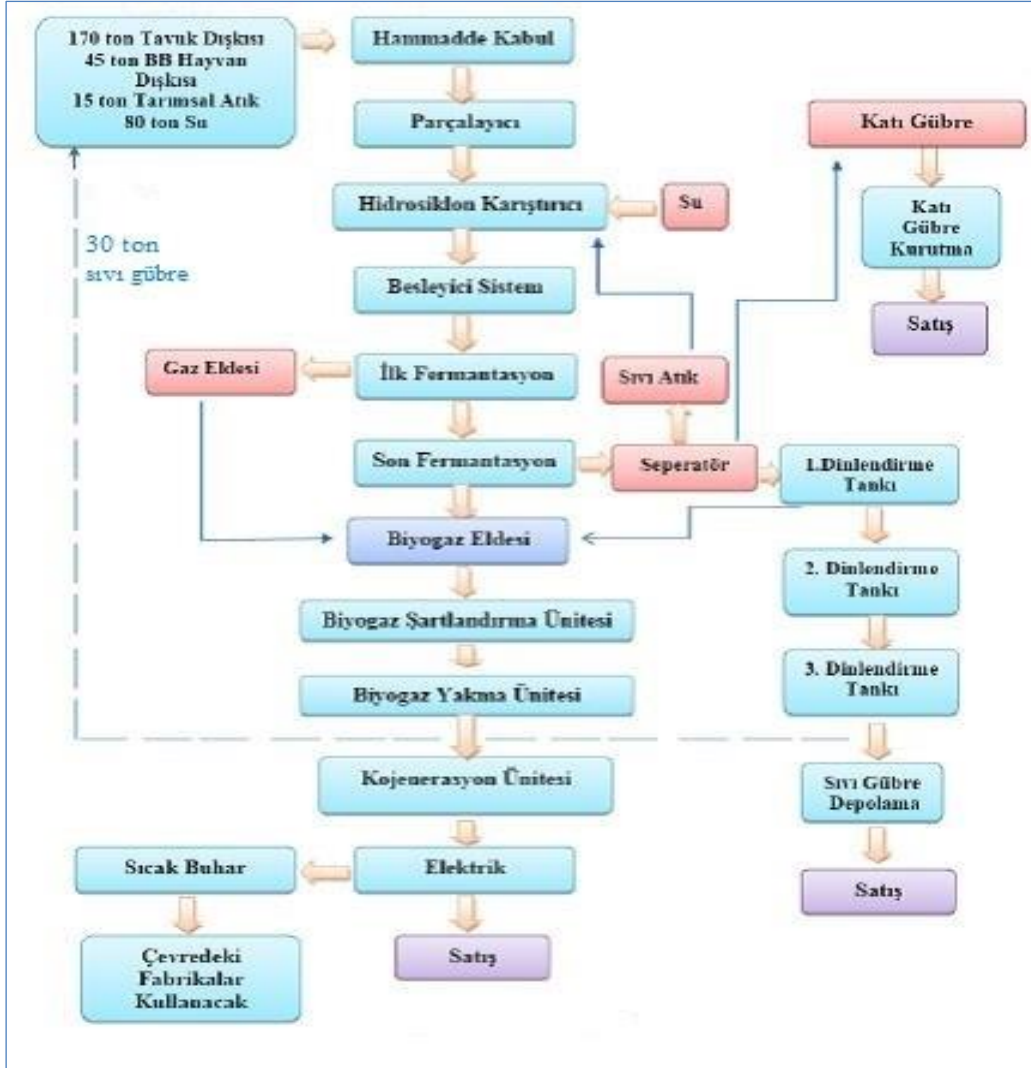 170 ton Tavuk Dışkısı
45 ton BB Hayvan
Dışkısı
15 ton Tarımsal Atık
80 ton Su
Hammadde Kabul
Parçalayıcı
Hidrosiklon Karıştırıcı
Su
Katı Gübre
Katı
Gübre
Kurutma
Satış
30 ton
sıvı gübre
Besleyici Sistem
Gaz Eldesi
İlk Fermantasyon
Sıvı Atık
Son Fermantasyon
Seperatör
1.Dinlendirme
Tankı
Biyogaz Eldesi
2. Dinlendirme
Tankı
Biyogaz Şartlandırma Ünitesi
3. Dinlendirme
Tankı
Biyogaz Yakma Ünitesi
Kojenerasyon Ünitesi
Sıvı Gübre
Depolama
Sıcak Buhar
Elektrik
Satış
Çevredeki
Fabrikalar
Kullanacak
Satış